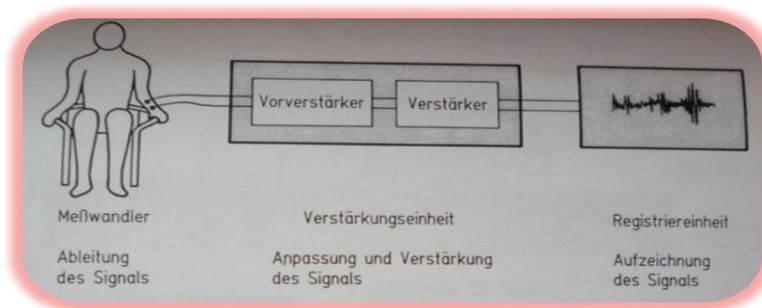 Vorverstärker
Verstärker
Meßwandler
Verstärkungseinheit
Registriereinheit
Ableitung
des Signals
Anpassung und Verstärkung
des Signals
Aufzeichnung
des Signals